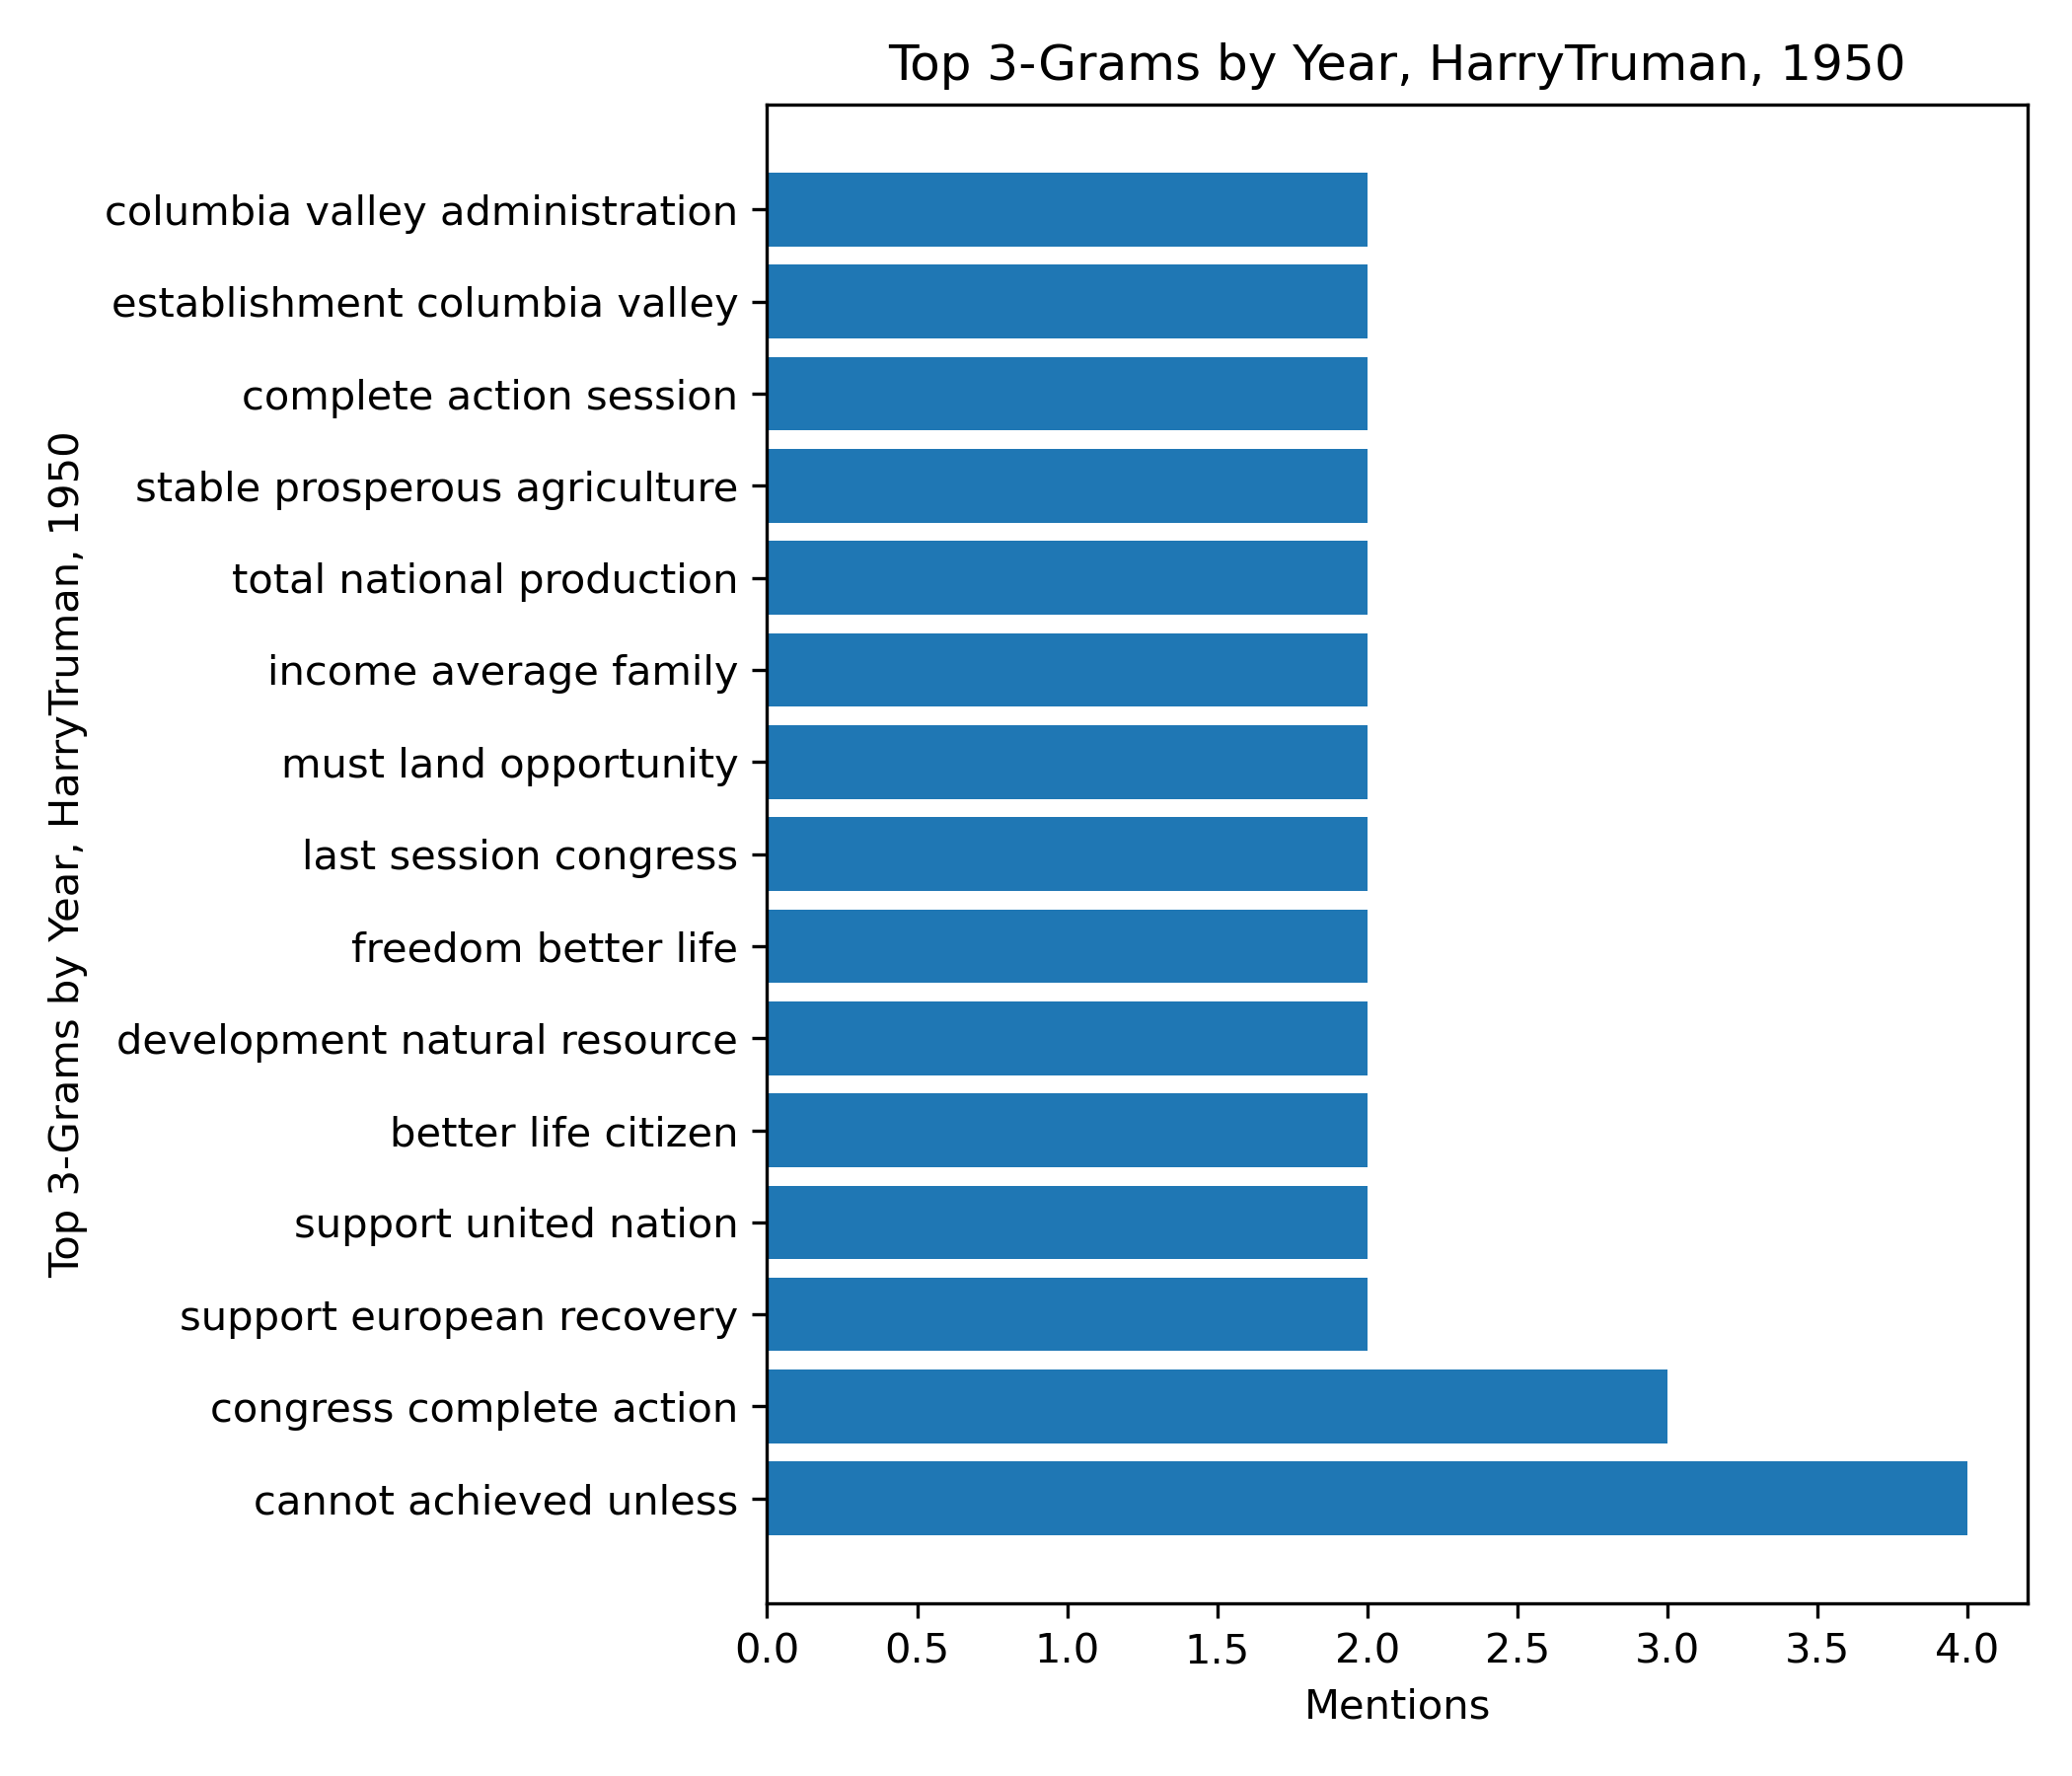 Top 3-Grams by Year, HarryTruman, 1950
Top 3-Grams by Year, HarryTruman, 1950
columbia valley administration
establishment columbia valley
complete action session
stable prosperous agriculture
total national production
income average family
must land opportunity
last session congress
freedom better life
development natural resource
better life citizen
support united nation
support european recovery
congress complete action
cannot achieved unless
0.0 0.5 1.0 1.5 2.0 2.5 3.0 3.5 4.0
Mentions